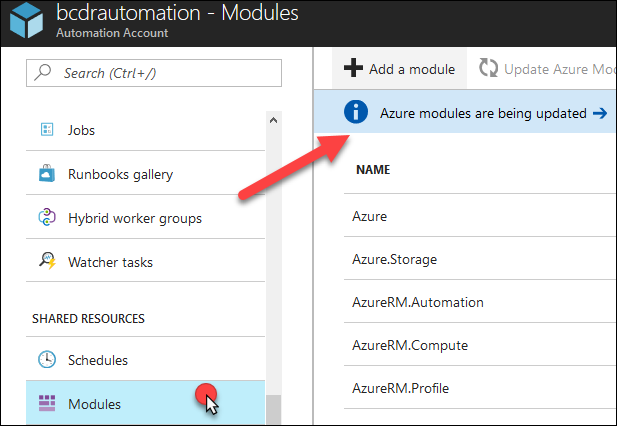 bcdrautomation - Modules
Automation Account
Search (Ctrl+/)
Jobs
Runbooks gallery
Hybrid worker groups
Watcher tasks
SHARED RESOURCES
Schedules
Modules
Add a module
Update Azure Mo
Azure modules are being updated
NAME
Azure
Azure.Storage
AzureRM.Automation
AzureRM.Compute
AzureRM.Profile